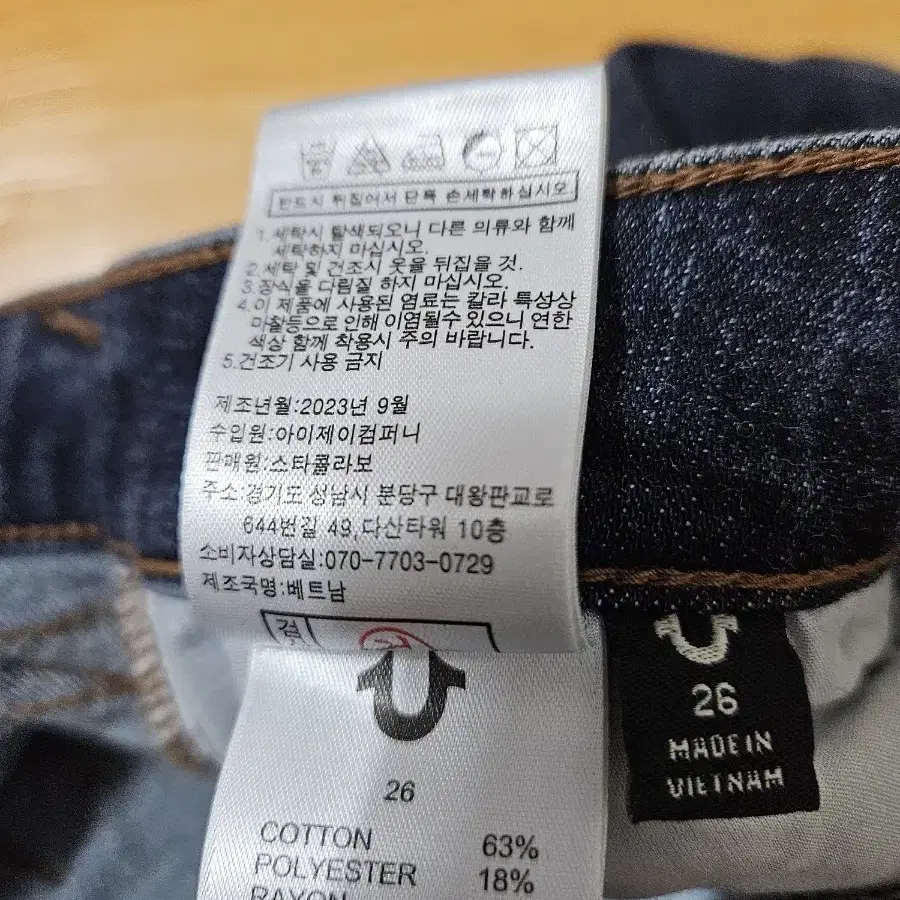 반드시 뒤집어서 단독 손세탁하십시오
1.세탁시 탈색되오니 다른 의류와 함께
세탁하지 마십시오.
2.세탁 및 건조시 옷을 뒤집을 것.
3.장식물 다림질 하지 마십시오.
4.이 제품에 사용된 염료는 칼라 특성상
마찰등으로 인해 이염될수 있으니 연한
색상 함께 착용시 주의 바랍니다.
5.건조기 사용 금지
제조년월:2023년 9월
수입원:아이제이컴퍼니
판매원:스타콜라보
주소:경기도 성남시 분당구 대왕판교로
644번길 49,다산타워 10층
소비자상담실:070-7703-0729
제조국명:베트남
검
26
COTTON 63%
POLYESTER 18%
RAYON
26
MADE IN
VIETNAM